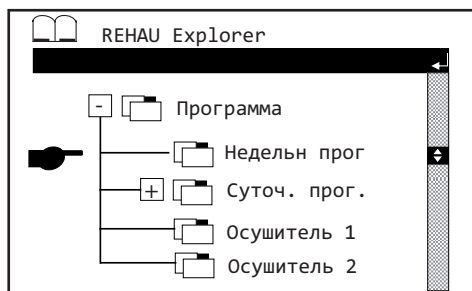 REHAU Explorer
- Программа
Недельн прог
+ Суточ. прог.
Осушитель 1
Осушитель 2